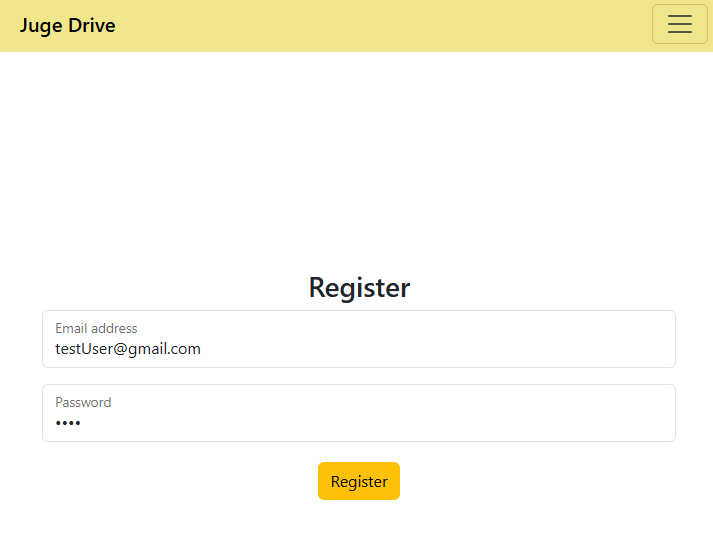 Juge Drive
Register
Email address
testUser@gmail.com
Password
••••
Register